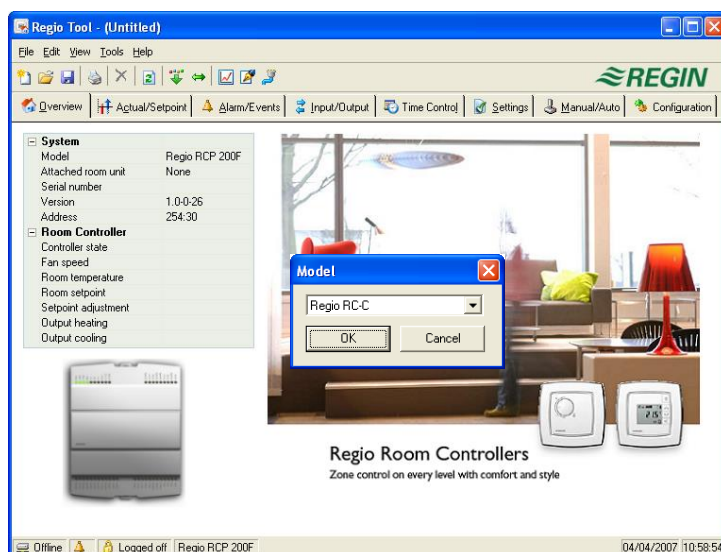 Regio Tool - (Untitled)
File Edit View Tools Help
REGIN
Overview Actual/Setpoint Alarm/Events Input/Output Time Control Settings Manual/Auto Configuration
System
Model Regio RCP 200F
Attached room unit None
Serial number
Version 1.0-0-26
Address 254:30
Room Controller
Controller state
Fan speed
Room temperature
Room setpoint
Setpoint adjustment
Output heating
Output cooling
Model
Regio RC-C
OK Cancel
Regio Room Controllers
Zone control on every level with comfort and style
Offline Logged off Regio RCP 200F 04/04/2007 10:58:54